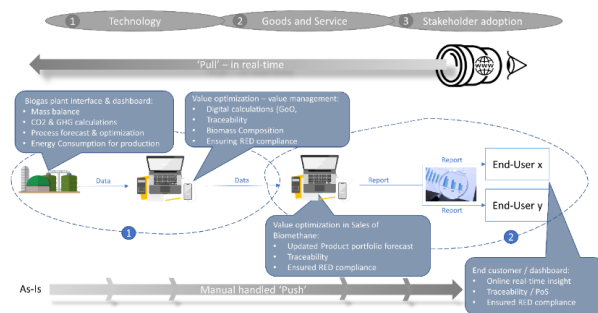 1 Technology
2 Goods and Service
3 Stakeholder adoption
'Pull' – in real-time
WWW
Biogas plant interface & dashboard:
• Mass balance
• CO2 & GHG calculations
• Process forecast & optimization
• Energy Consumption for production
Value optimization – value management:
• Digital calculations (GeO,
• Traceability
• Biomass Composition
• Ensuring RED compliance
Data
Data
Report
Report
End-User x
Report
End-User y
1
2
Value optimization in Sales of
Biomethane:
• Updated Product portfolio forecast
• Traceability
• Ensured RED compliance
End customer / dashboard:
• Online real-time insight
• Traceability / PoS
• Ensured RED compliance
As-Is
Manual handled 'Push'